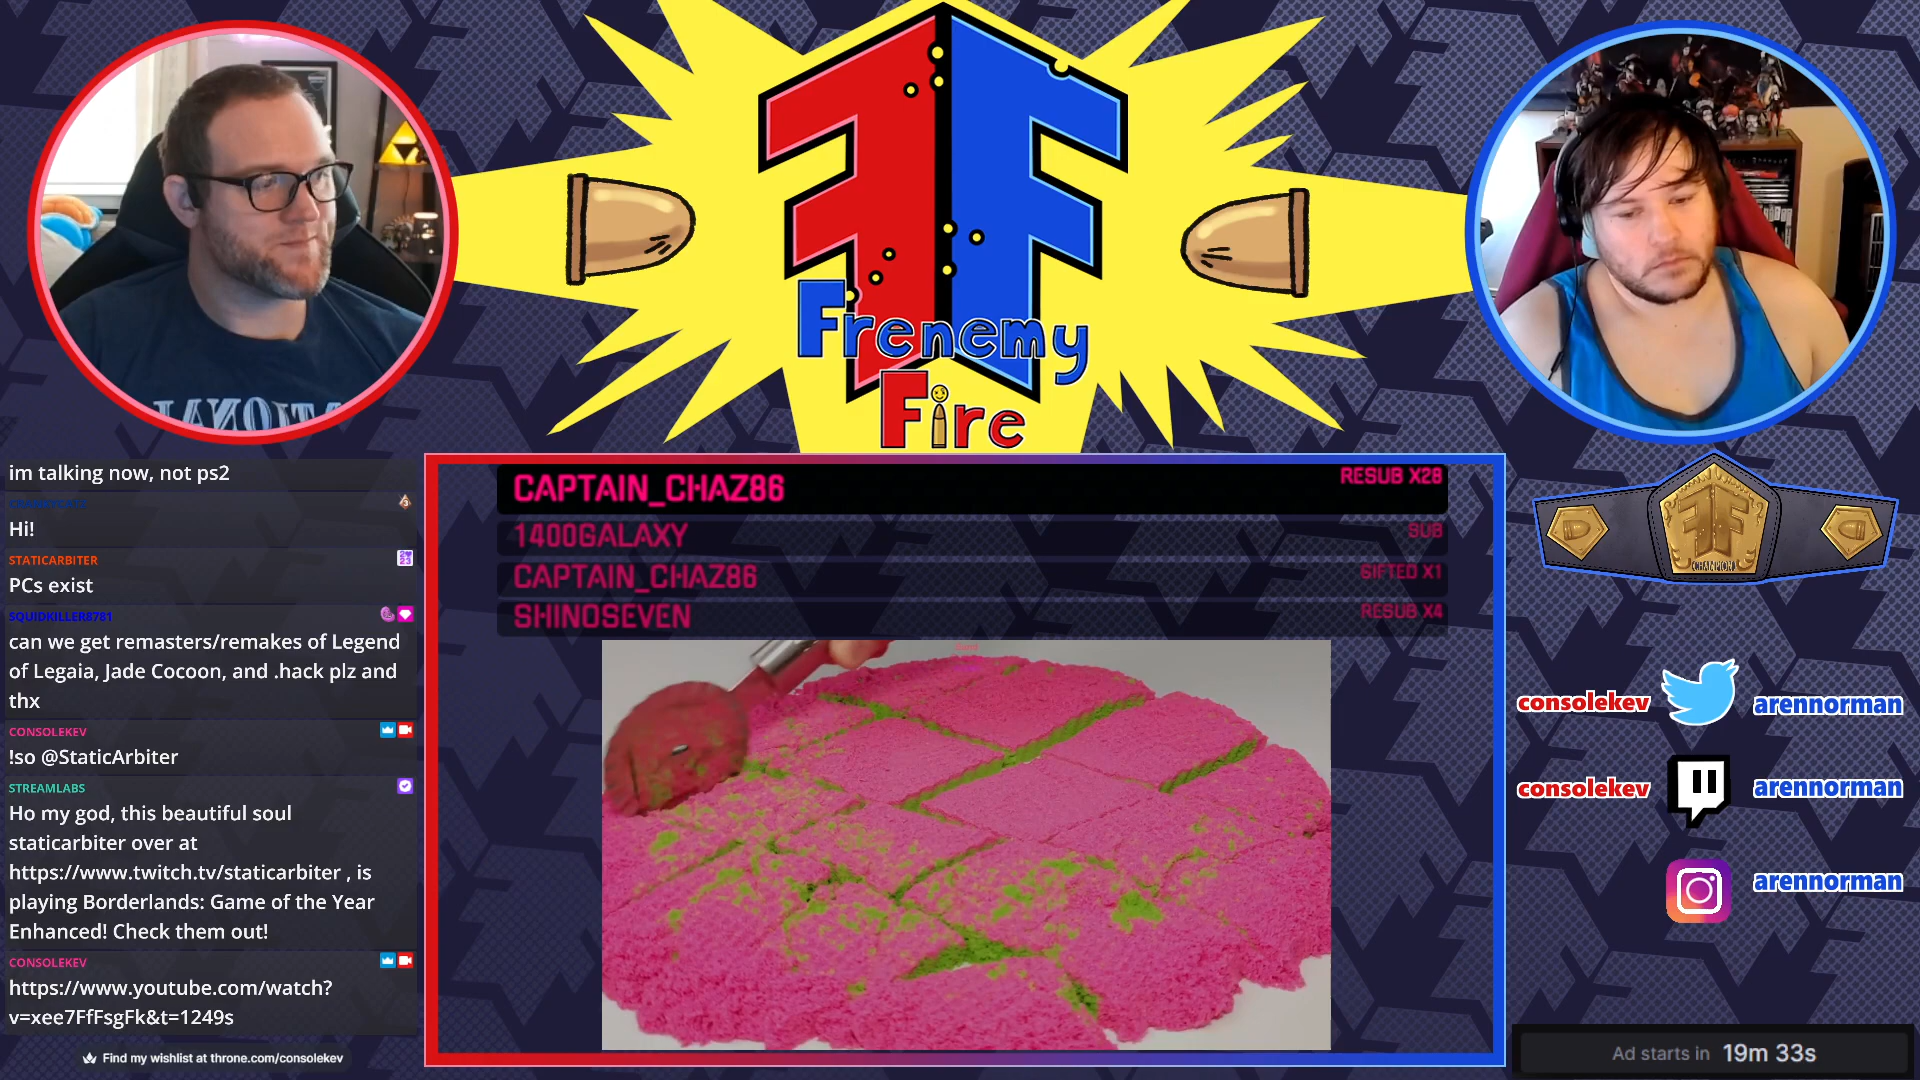 FF
Frenemy
Fire
im talking now, not ps2
Hi!
STATICARBITER
PCs exist
SQUIDKILLER8781
can we get remasters/remakes of Legend
of Legaia, Jade Cocoon, and .hack plz and
thx
CONSOLEKEV
!so @StaticArbiter
STREAMLABS
Ho my god, this beautiful soul
staticarbiter over at
https://www.twitch.tv/staticarbiter , is
playing Borderlands: Game of the Year
Enhanced! Check them out!
CONSOLEKEV
https://www.youtube.com/watch?
v=xee7FfFsgFk&t=1249s
Find my wishlist at throne.com/consolekev
CAPTAIN_CHAZ86 RESUB X28
1400GALAXY SUB
CAPTAIN_CHAZ86 GIFTED X1
SHINOSEVEN RESUB X4
FF
CHAMPION
consolekev arennorman
consolekev arennorman
arennorman
Ad starts in 19m 33s